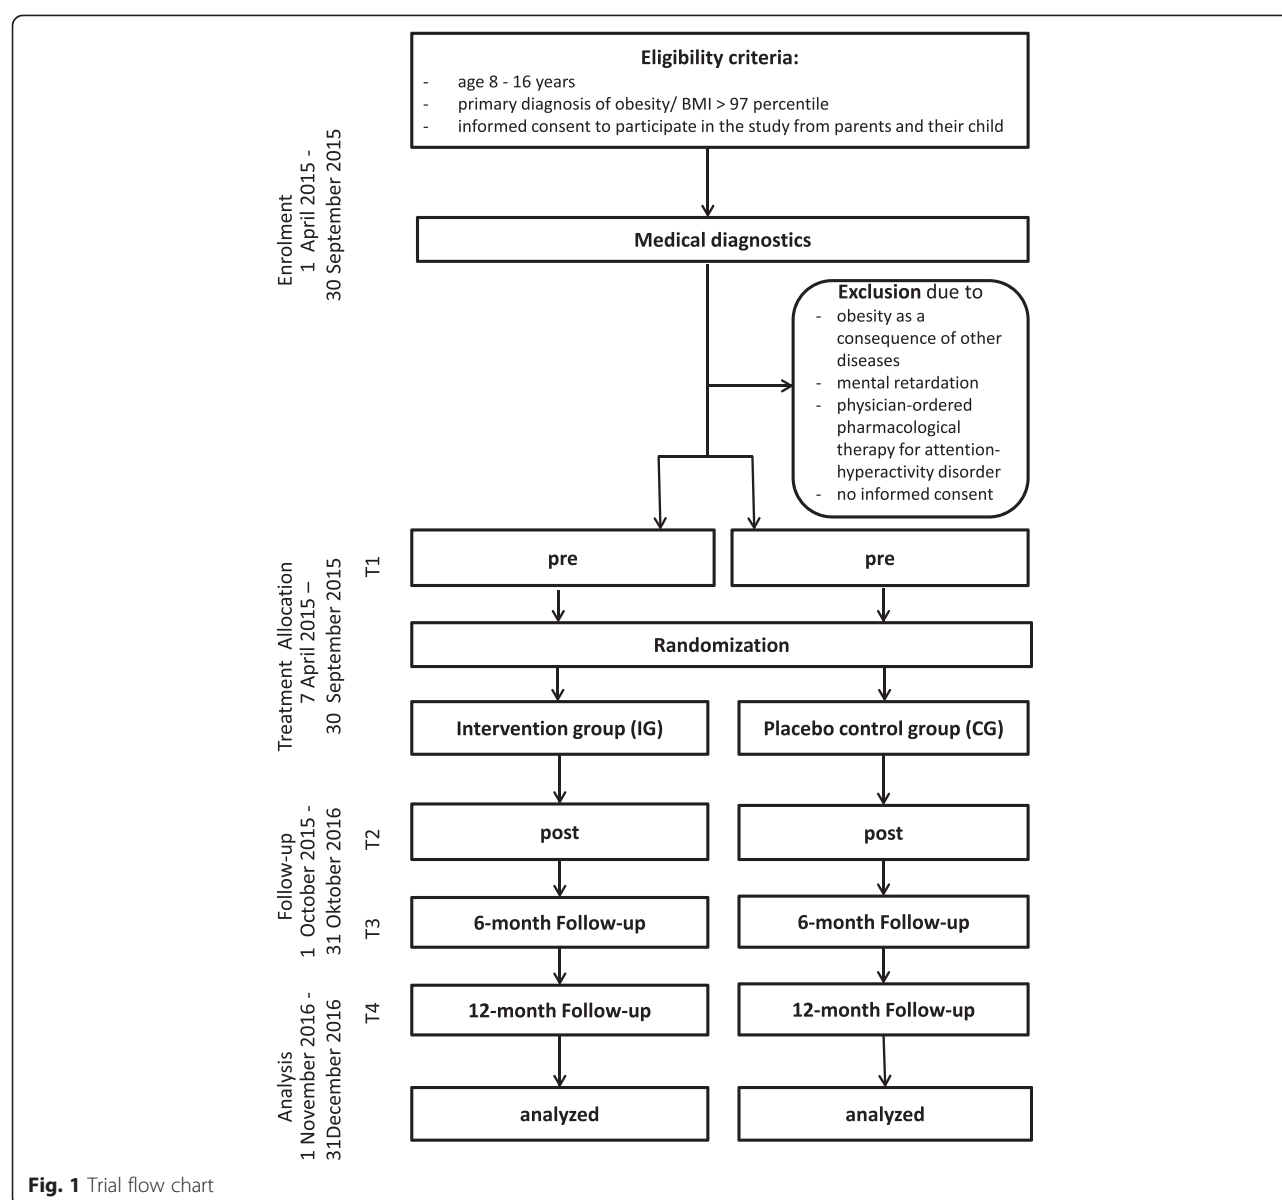 Eligibility criteria:
- age 8 - 16 years
- primary diagnosis of obesity/ BMI > 97 percentile
- informed consent to participate in the study from parents and their child
Enrolment
1 April 2015 -
30 September 2015
Medical diagnostics
Exclusion due to
- obesity as a
consequence of other
diseases
- mental retardation
- physician-ordered
pharmacological
therapy for attention-
hyperactivity disorder
- no informed consent
Treatment Allocation
7 April 2015 –
30 September 2015
T1
pre
pre
Randomization
Intervention group (IG)
Placebo control group (CG)
Follow-up
1 October 2015 -
31 Oktober 2016
T2
post
post
T3
6-month Follow-up
6-month Follow-up
Analysis
1 November 2016 -
31December 2016
T4
12-month Follow-up
12-month Follow-up
analyzed
analyzed
Fig. 1 Trial flow chart